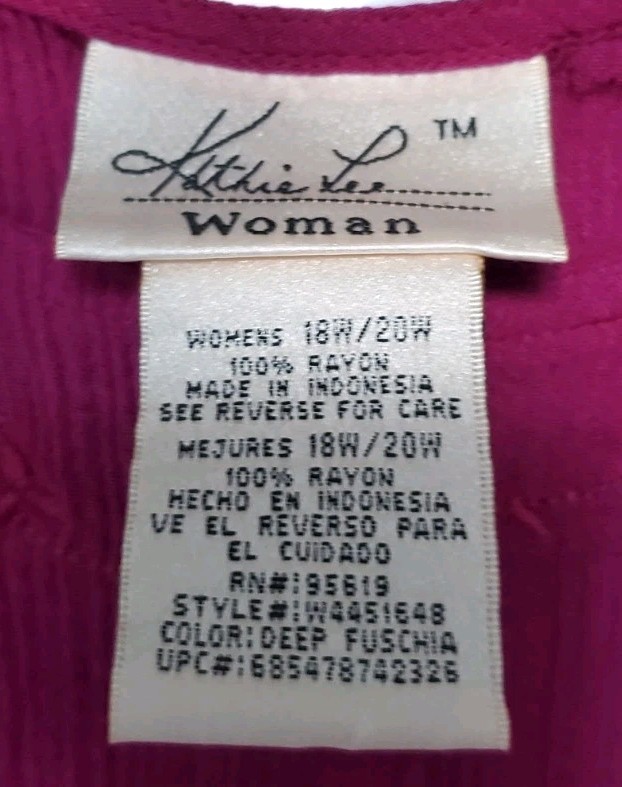 Kathie Lee ™
Woman
WOMENS 18W/20W
100% RAYON
MADE IN INDONESIA
SEE REVERSE FOR CARE
MEJURES 18W/20W
100% RAYON
HECHO EN INDONESIA
VE EL REVERSO PARA
EL CUIDADO
RN#:95619
STYLE#:W4451648
COLOR:DEEP FUSCHIA
UPC#:685478742326